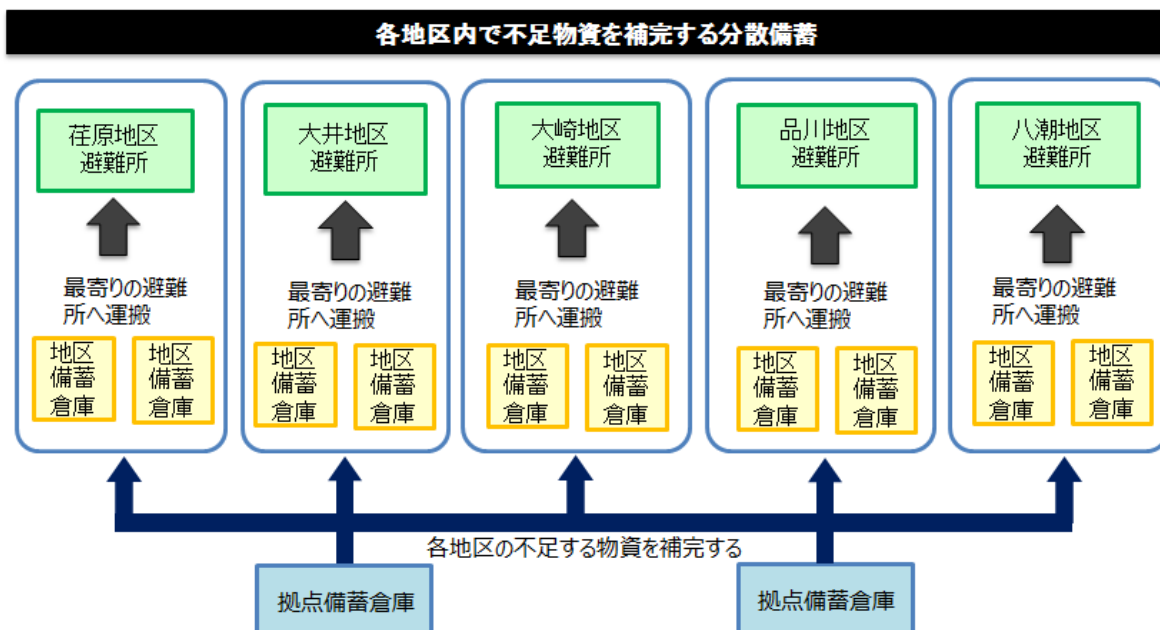 各地区内で不足物資を補完する分散備蓄
荏原地区
避難所
大井地区
避難所
大崎地区
避難所
品川地区
避難所
八潮地区
避難所
最寄りの避難
所へ運搬
最寄りの避難
所へ運搬
最寄りの避難
所へ運搬
最寄りの避難
所へ運搬
最寄りの避難
所へ運搬
地区
備蓄
倉庫
地区
備蓄
倉庫
地区
備蓄
倉庫
地区
備蓄
倉庫
地区
備蓄
倉庫
地区
備蓄
倉庫
地区
備蓄
倉庫
地区
備蓄
倉庫
地区
備蓄
倉庫
地区
備蓄
倉庫
各地区の不足する物資を補完する
拠点備蓄倉庫
拠点備蓄倉庫